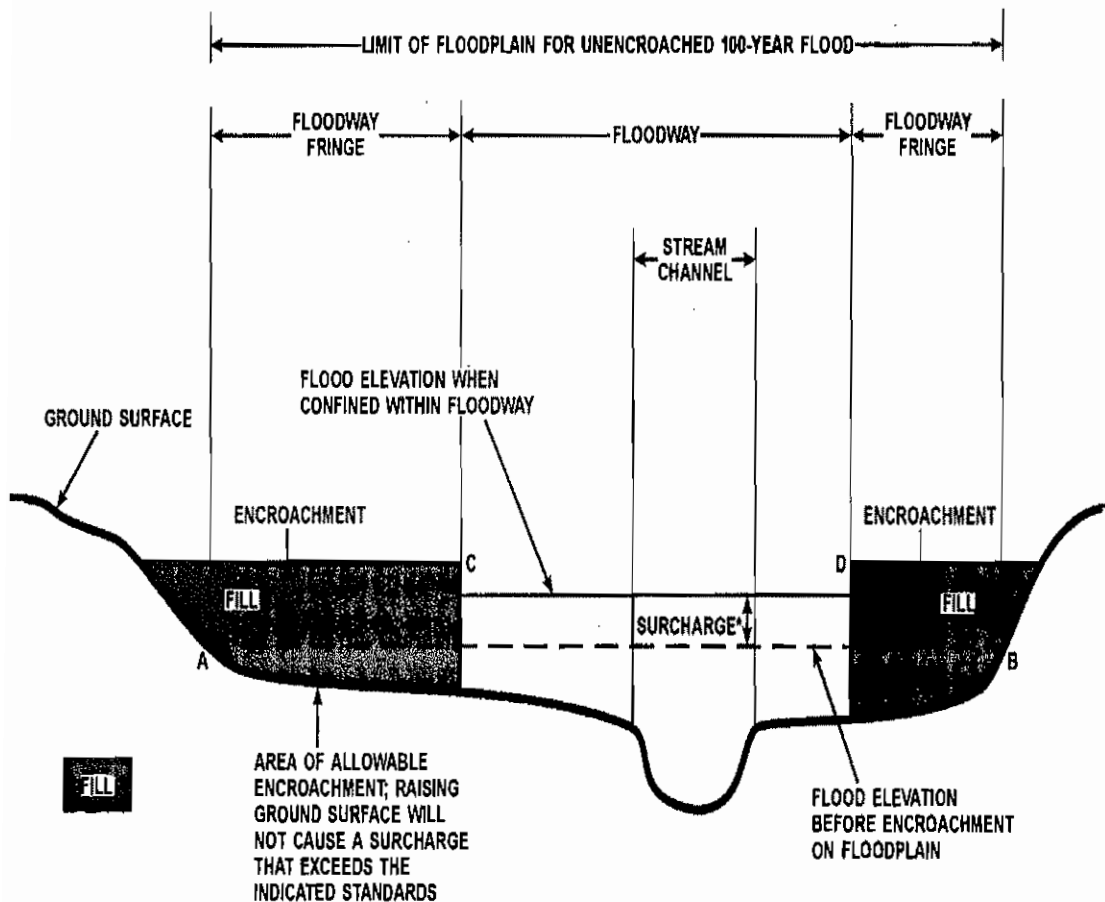 LIMIT OF FLOODPLAIN FOR UNENCROACHED 100-YEAR FLOOD
FLOODWAY
FRINGE
FLOODWAY
FLOODWAY
FRINGE
STREAM
CHANNEL
FLOOD ELEVATION WHEN
CONFINED WITHIN FLOODWAY
GROUND SURFACE
ENCROACHMENT
ENCROACHMENT
C
D
FILL
FILL
SURCHARGE*
A
B
FILL
AREA OF ALLOWABLE
ENCROACHMENT; RAISING
GROUND SURFACE WILL
NOT CAUSE A SURCHARGE
THAT EXCEEDS THE
INDICATED STANDARDS
FLOOD ELEVATION
BEFORE ENCROACHMENT
ON FLOODPLAIN